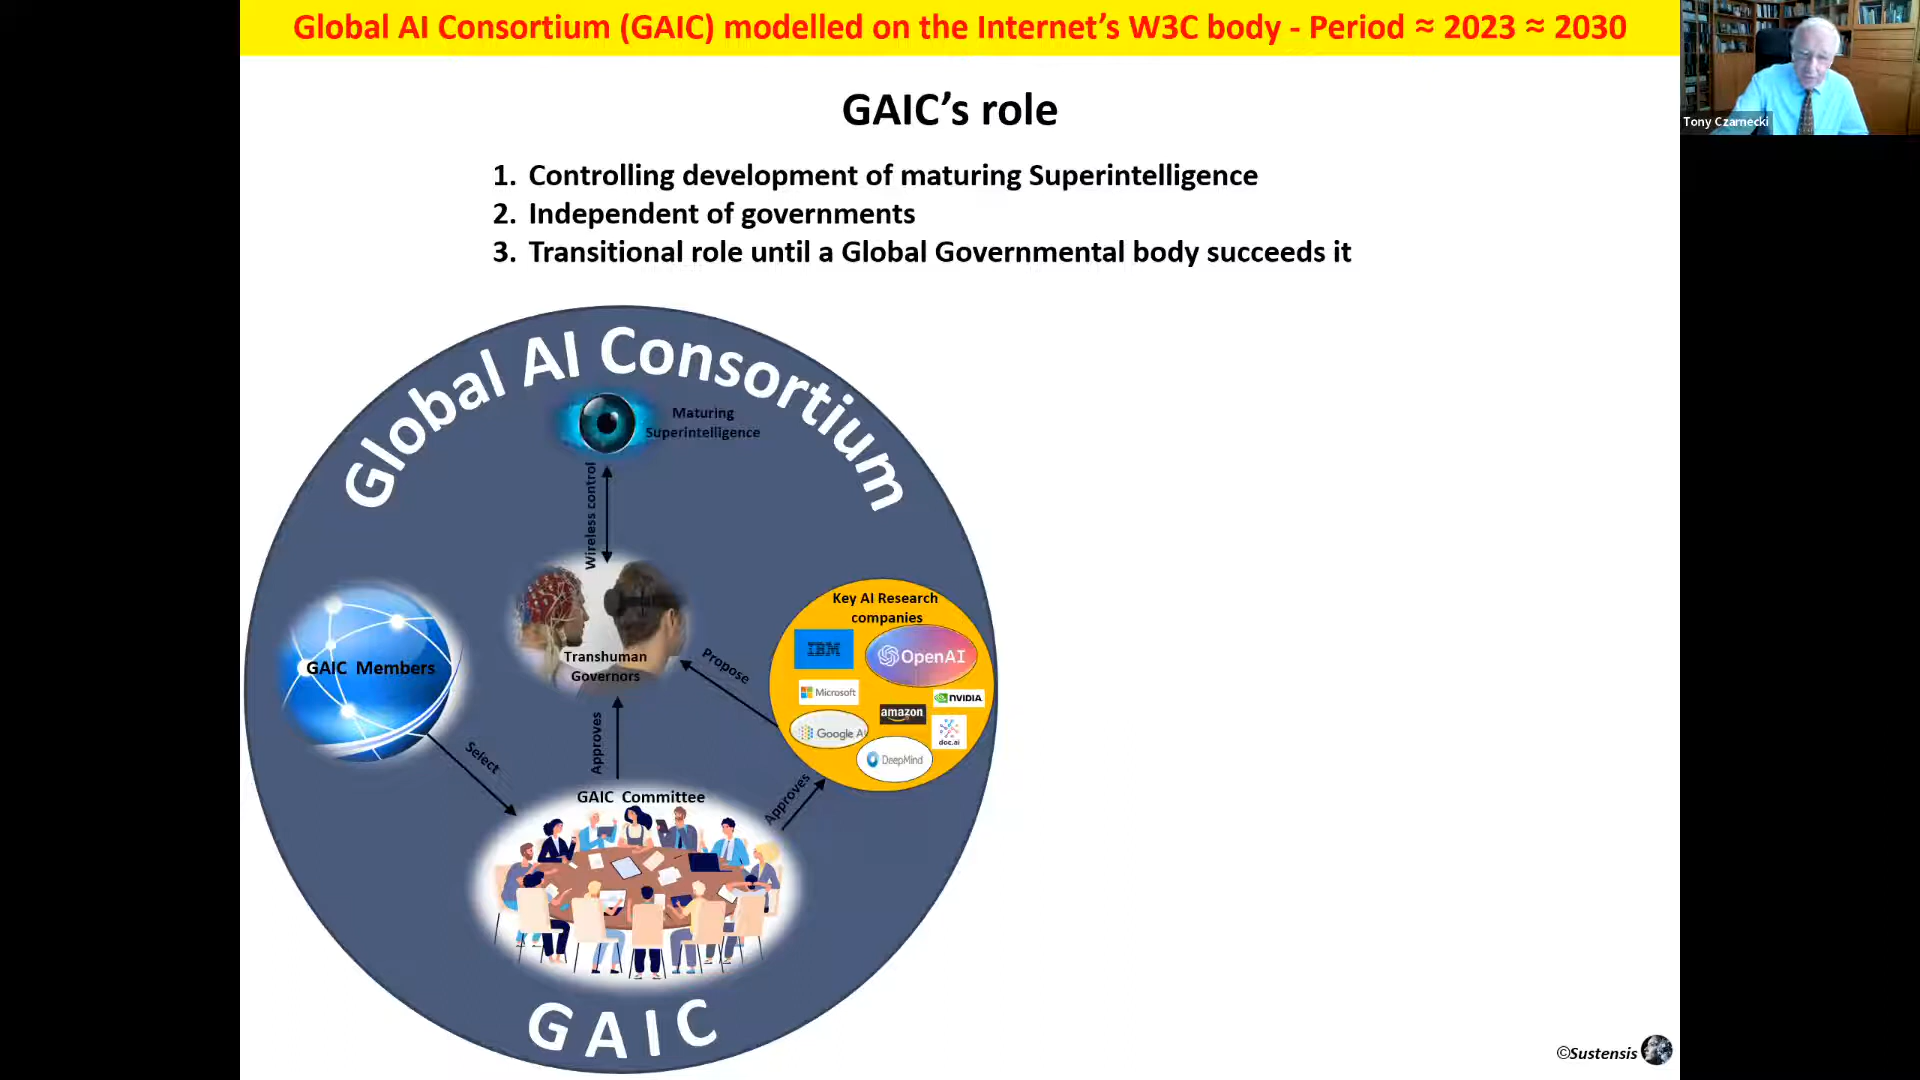 Global AI Consortium (GAIC) modelled on the Internet's W3C body - Period ≈ 2023 ≈ 2030
Tony Czarnecki
GAIC's role
1. Controlling development of maturing Superintelligence
2. Independent of governments
3. Transitional role until a Global Governmental body succeeds it
Global AI Consortium
Maturing
Superintelligence
Wireless control
Key AI Research
companies
IBM
OpenAI
Microsoft
NVIDIA
amazon
Google AI
doc.ai
DeepMind
GAIC Members
Transhuman
Governors
Propose
Select
Approves
Approves
GAIC Committee
GAIC
©Sustensis